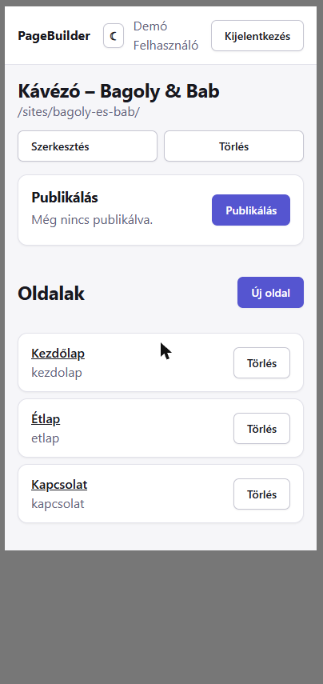 PageBuilder
Demó
Felhasználó
Kijelentkezés
Kávézó – Bagoly & Bab
/sites/bagoly-es-bab/
Szerkesztés
Törlés
Publikálás
Még nincs publikálva.
Publikálás
Oldalak
Új oldal
Kezdőlap
kezdolap
Törlés
Étlap
etlap
Törlés
Kapcsolat
kapcsolat
Törlés